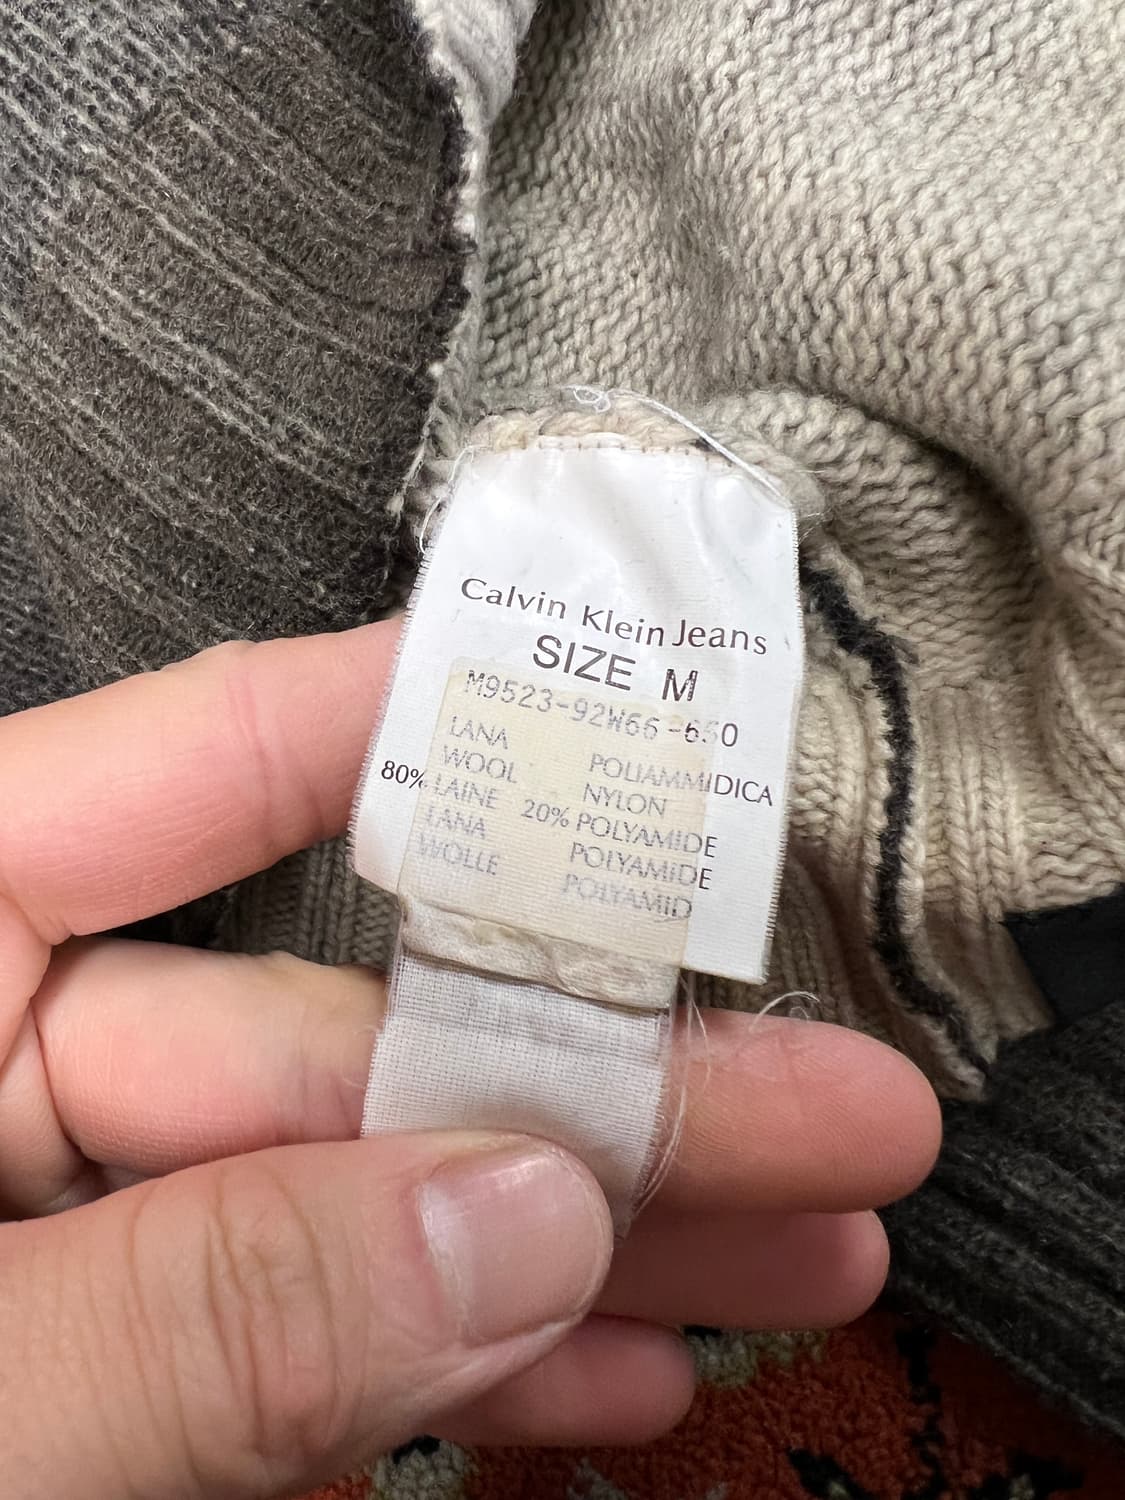 Calvin Klein Jeans
SIZE M
M9523-92W66-650
LANA
WOOL
80% LAINE
LANA
WOLLE
POLIAMMIDICA
NYLON
20% POLYAMIDE
POLYAMIDE
POLYAMID